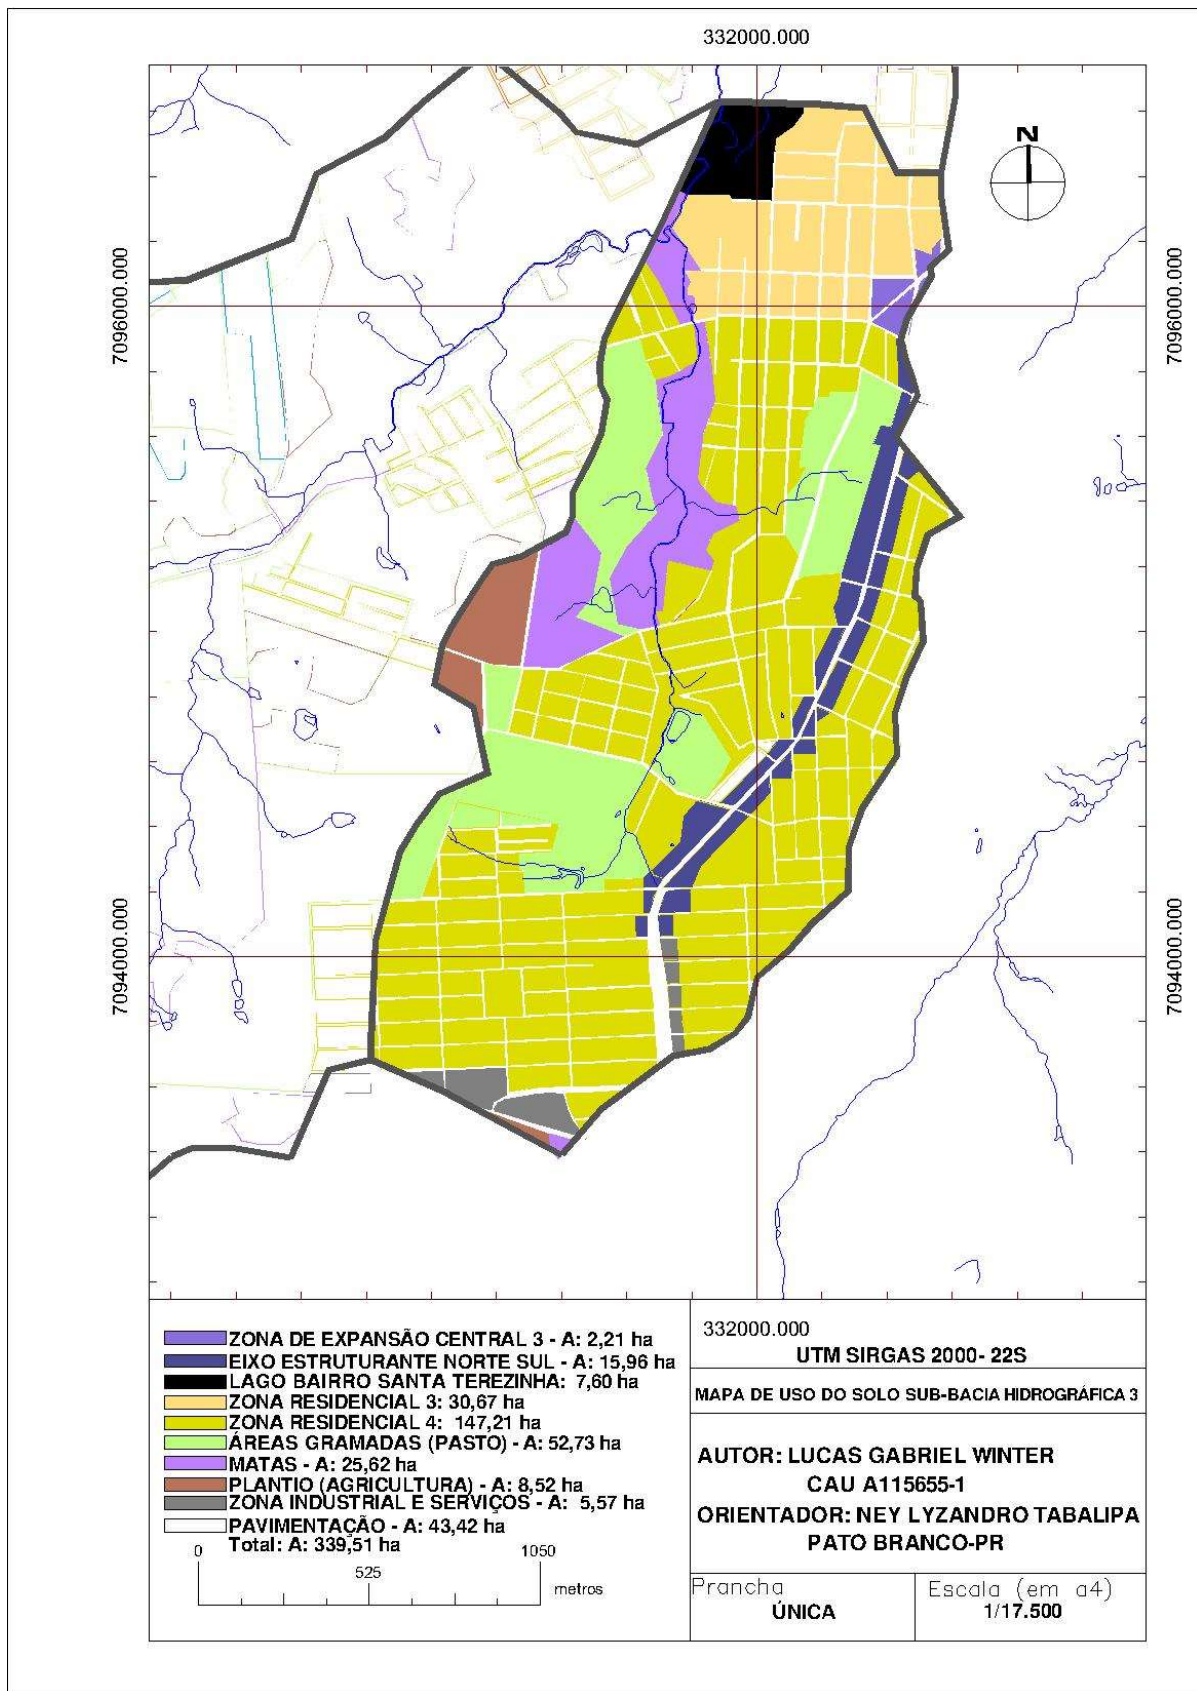 332000.000
N
7096000.000
7096000.000
7094000.000
7094000.000
ZONA DE EXPANSÃO CENTRAL 3 - A: 2,21 ha
EIXO ESTRUTURANTE NORTE SUL - A: 15,96 ha
LAGO BAIRRO SANTA TEREZINHA: 7,60 ha
ZONA RESIDENCIAL 3: 30,67 ha
ZONA RESIDENCIAL 4: 147,21 ha
ÁREAS GRAMADAS (PASTO) - A: 52,73 ha
MATAS - A: 25,62 ha
PLANTIO (AGRICULTURA) - A: 8,52 ha
ZONA INDUSTRIAL E SERVIÇOS - A: 5,57 ha
PAVIMENTAÇÃO - A: 43,42 ha
Total: A: 339,51 ha
0
525
1050
metros
332000.000
UTM SIRGAS 2000- 22S
MAPA DE USO DO SOLO SUB-BACIA HIDROGRÁFICA 3
AUTOR: LUCAS GABRIEL WINTER
CAU A115655-1
ORIENTADOR: NEY LYZANDRO TABALIPA
PATO BRANCO-PR
Prancha
ÚNICA
Escala (em a4)
1/17.500